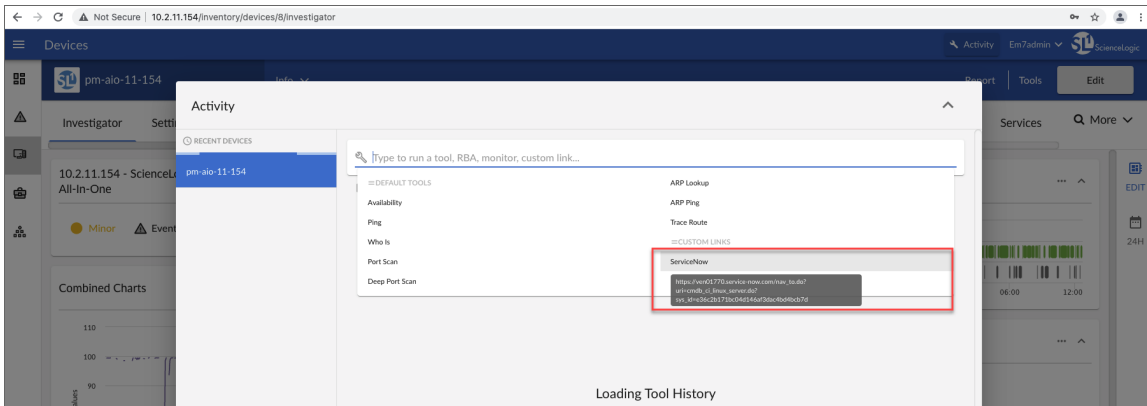 Not Secure | 10.2.11.154/inventory/devices/8/investigator
Devices
Activity
Em7admin
SL1 ScienceLogic
SL1
pm-aio-11-154
Info
Report
Tools
Edit
Activity
Investigator
Setti
Services
More
RECENT DEVICES
pm-aio-11-154
Type to run a tool, RBA, monitor, custom link...
DEFAULT TOOLS
Availability
Ping
Who Is
Port Scan
Deep Port Scan
ARP Lookup
ARP Ping
Trace Route
CUSTOM LINKS
ServiceNow
https://ven01770.service-now.com/nav_to.do?
uri=cmdb_ci_linux_server.do?
sys_id=e36c2b171bc04d146af3dac4bd4bcb7d
10.2.11.154 - ScienceL
All-In-One
Minor
Event
EDIT
24H
06:00
12:00
Combined Charts
110
100
90
Loading Tool History